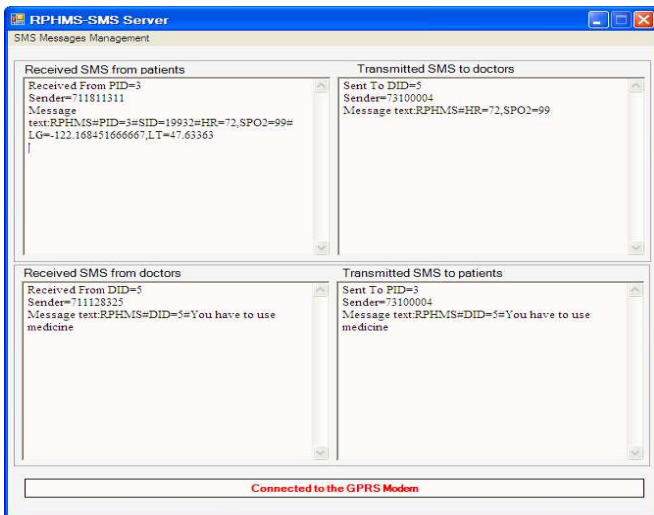 RPHMS-SMS Server
SMS Messages Management
Received SMS from patients
Received From PID=3
Sender=711811311
Message
text:RPHMS#PID=3#SID=19932#HR=72,SPO2=99#
LG=-122.168451666667,LT=47.63363
Transmitted SMS to doctors
Sent To DID=5
Sender=73100004
Message text:RPHMS#HR=72,SPO2=99
Received SMS from doctors
Received From DID=5
Sender=711128325
Message text:RPHMS#DID=5#You have to use
medicine
Transmitted SMS to patients
Sent To PID=3
Sender=73100004
Message text:RPHMS#DID=5#You have to use
medicine
Connected to the GPRS Modem